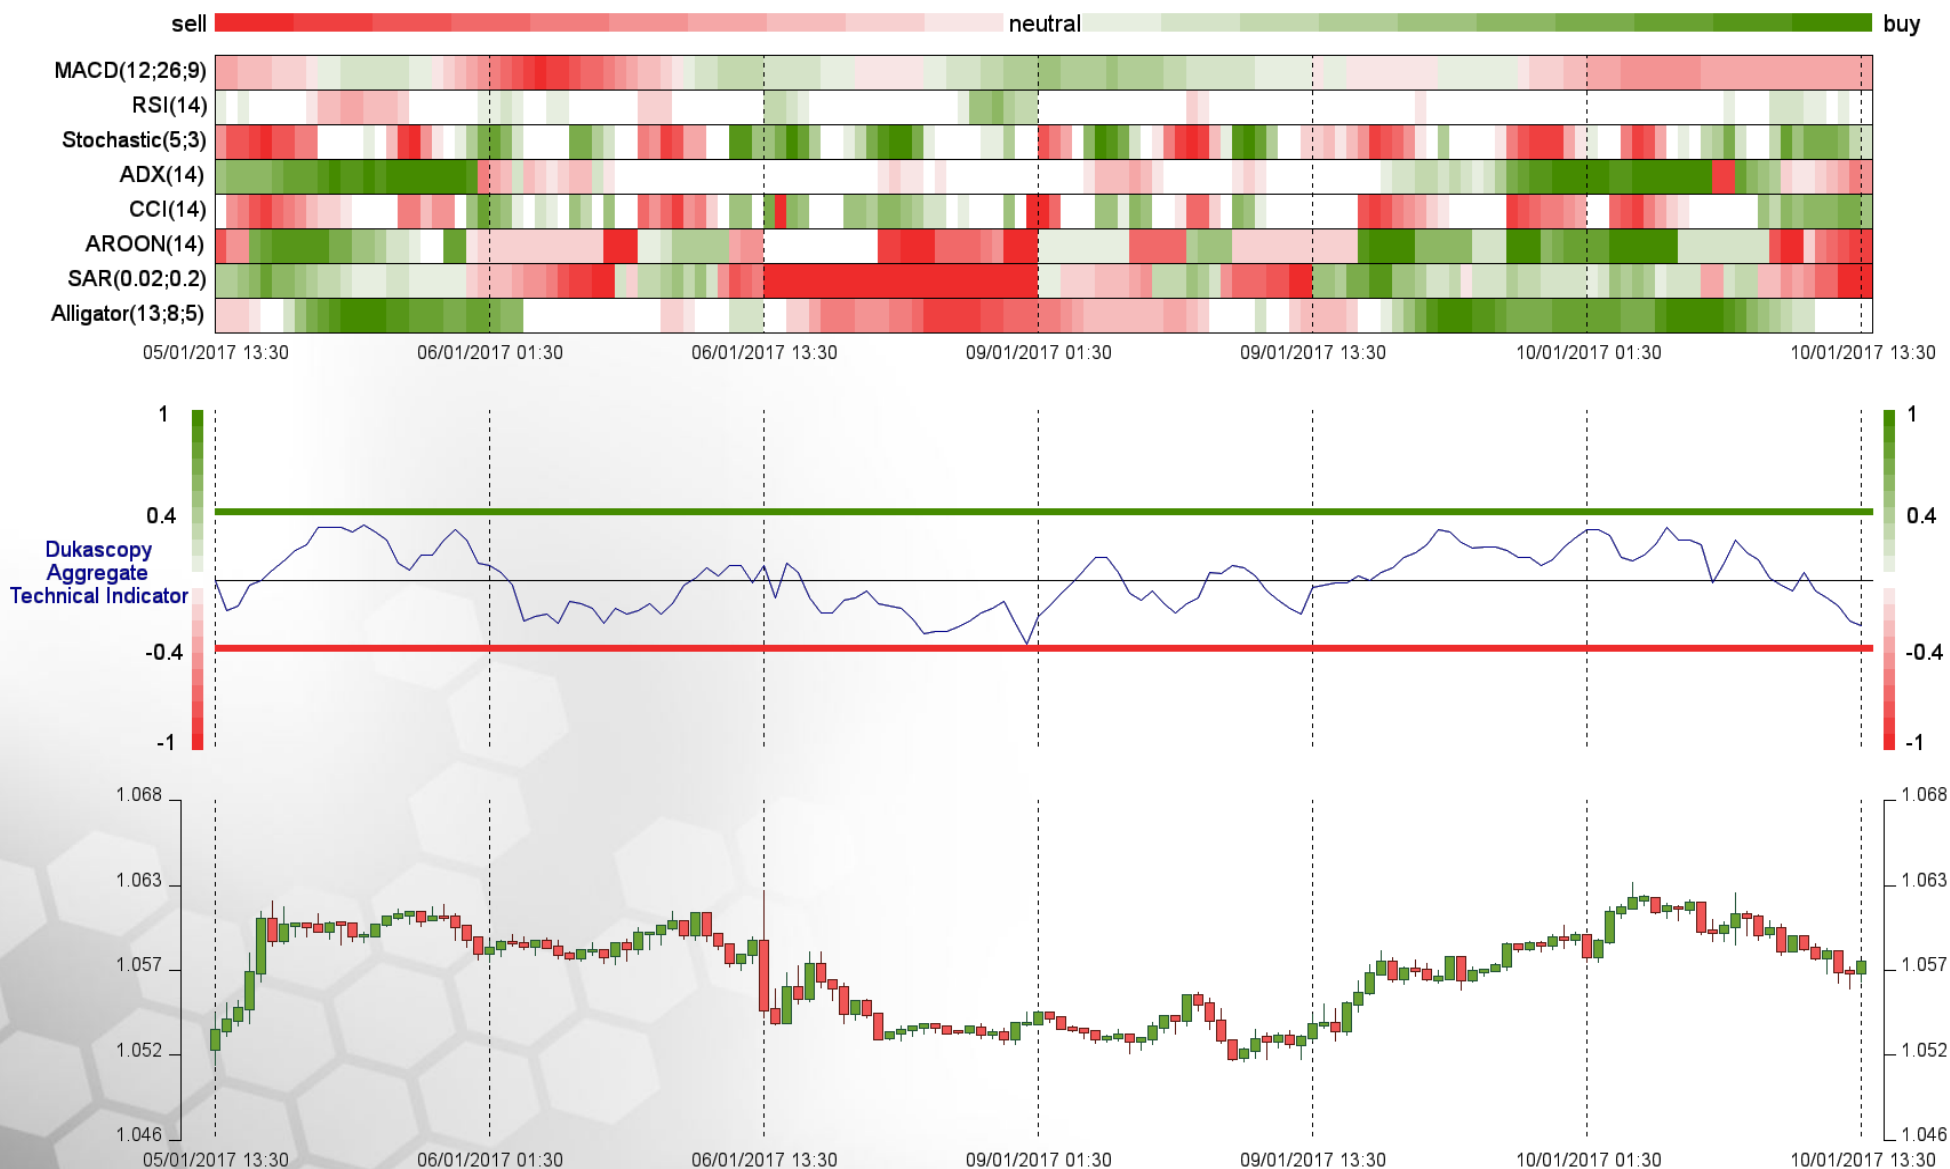 sell neutral buy
MACD(12;26;9)
RSI(14)
Stochastic(5;3)
ADX(14)
CCI(14)
AROON(14)
SAR(0.02;0.2)
Alligator(13;8;5)
05/01/2017 13:30 06/01/2017 01:30 06/01/2017 13:30 09/01/2017 01:30 09/01/2017 13:30 10/01/2017 01:30 10/01/2017 13:30
1 1
0.4 0.4
Dukascopy
Aggregate
Technical Indicator
-0.4 -0.4
-1 -1
1.068 1.068
1.063 1.063
1.057 1.057
1.052 1.052
1.046 1.046
05/01/2017 13:30 06/01/2017 01:30 06/01/2017 13:30 09/01/2017 01:30 09/01/2017 13:30 10/01/2017 01:30 10/01/2017 13:30